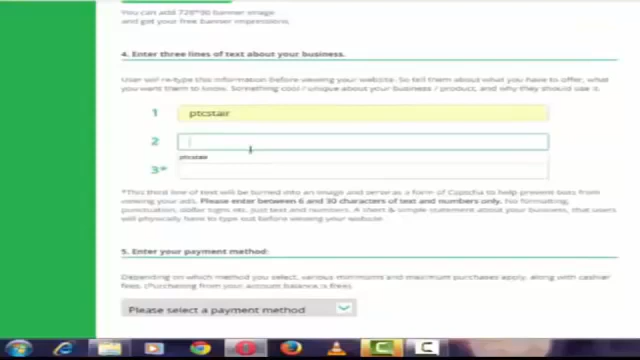 You can add 728*90 banner image
and get your free banner impressions.
4. Enter three lines of text about your business.
User will re-type this information before viewing your website. So tell them about what you have to offer, what
you want them to know. Something cool / unique about your business / product, and why they should use it.
1 ptcstair
2
ptcstair
3*
*This third line of text will be turned into an image and serve as a form of Captcha to help prevent bots from
viewing your ads. Please enter between 6 and 30 characters of text and numbers only. No formatting,
punctuation, dollar signs etc. Just text and numbers. A short & simple statement about your business, that users
will physically have to type out before viewing your website
5. Enter your payment method:
Depending on which method you select, various minimums and maximum purchases apply, along with cashier
fees. (Purchasing from your account balance is free).
Please select a payment method